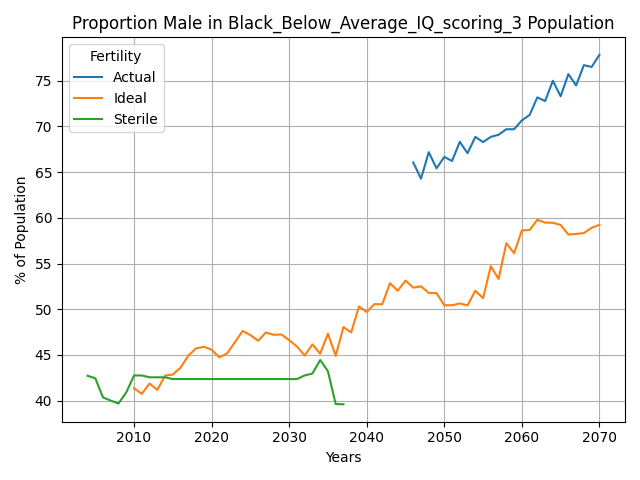 Proportion Male in Black_Below_Average_IQ_scoring_3 Population
Fertility
Actual
Ideal
Sterile
% of Population
75
70
65
60
55
50
45
40
2010
2020
2030
2040
2050
2060
2070
Years